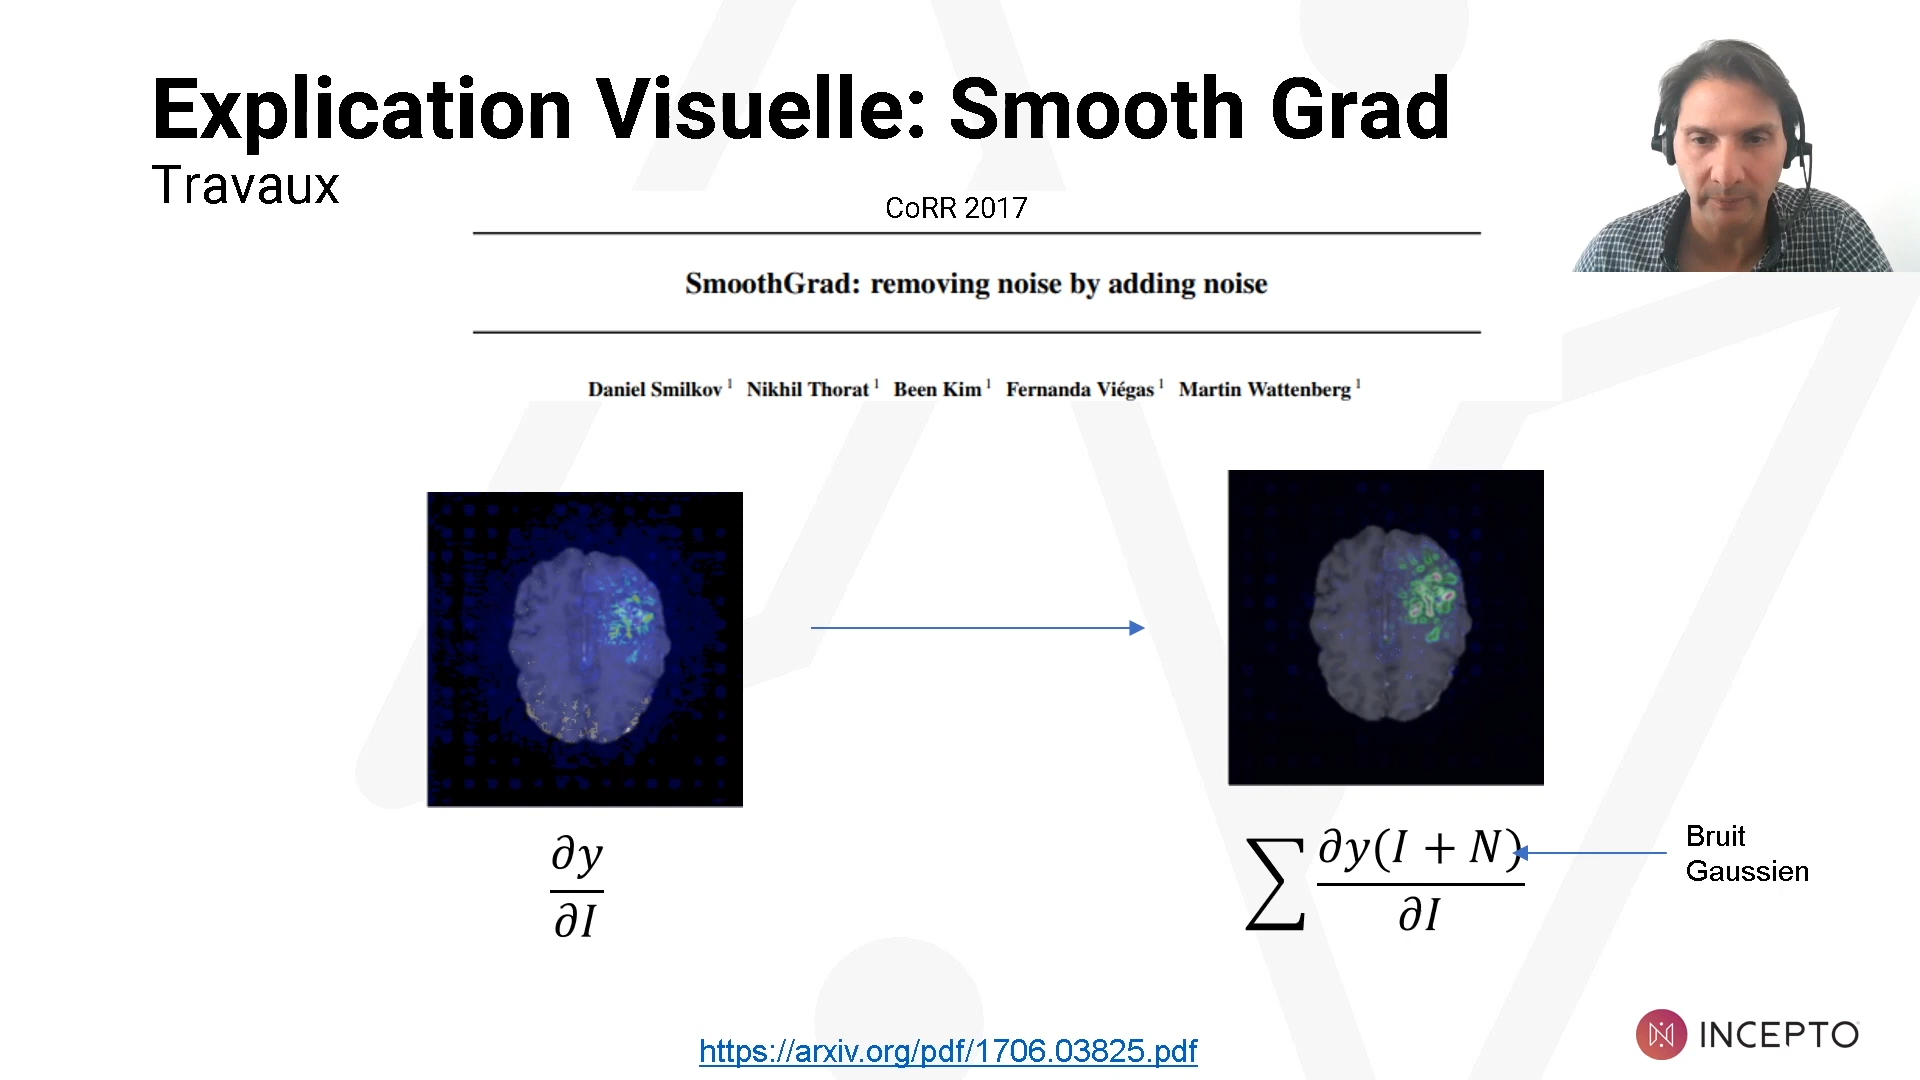 Explication Visuelle: Smooth Grad
Travaux
CoRR 2017
SmoothGrad: removing noise by adding noise
Daniel Smilkov 1 Nikhil Thorat 1 Been Kim 1 Fernanda Viégas 1 Martin Wattenberg 1
∂y
∂I
∑ ∂y(I + N)
∂I
Bruit
Gaussien
https://arxiv.org/pdf/1706.03825.pdf
INCEPTO